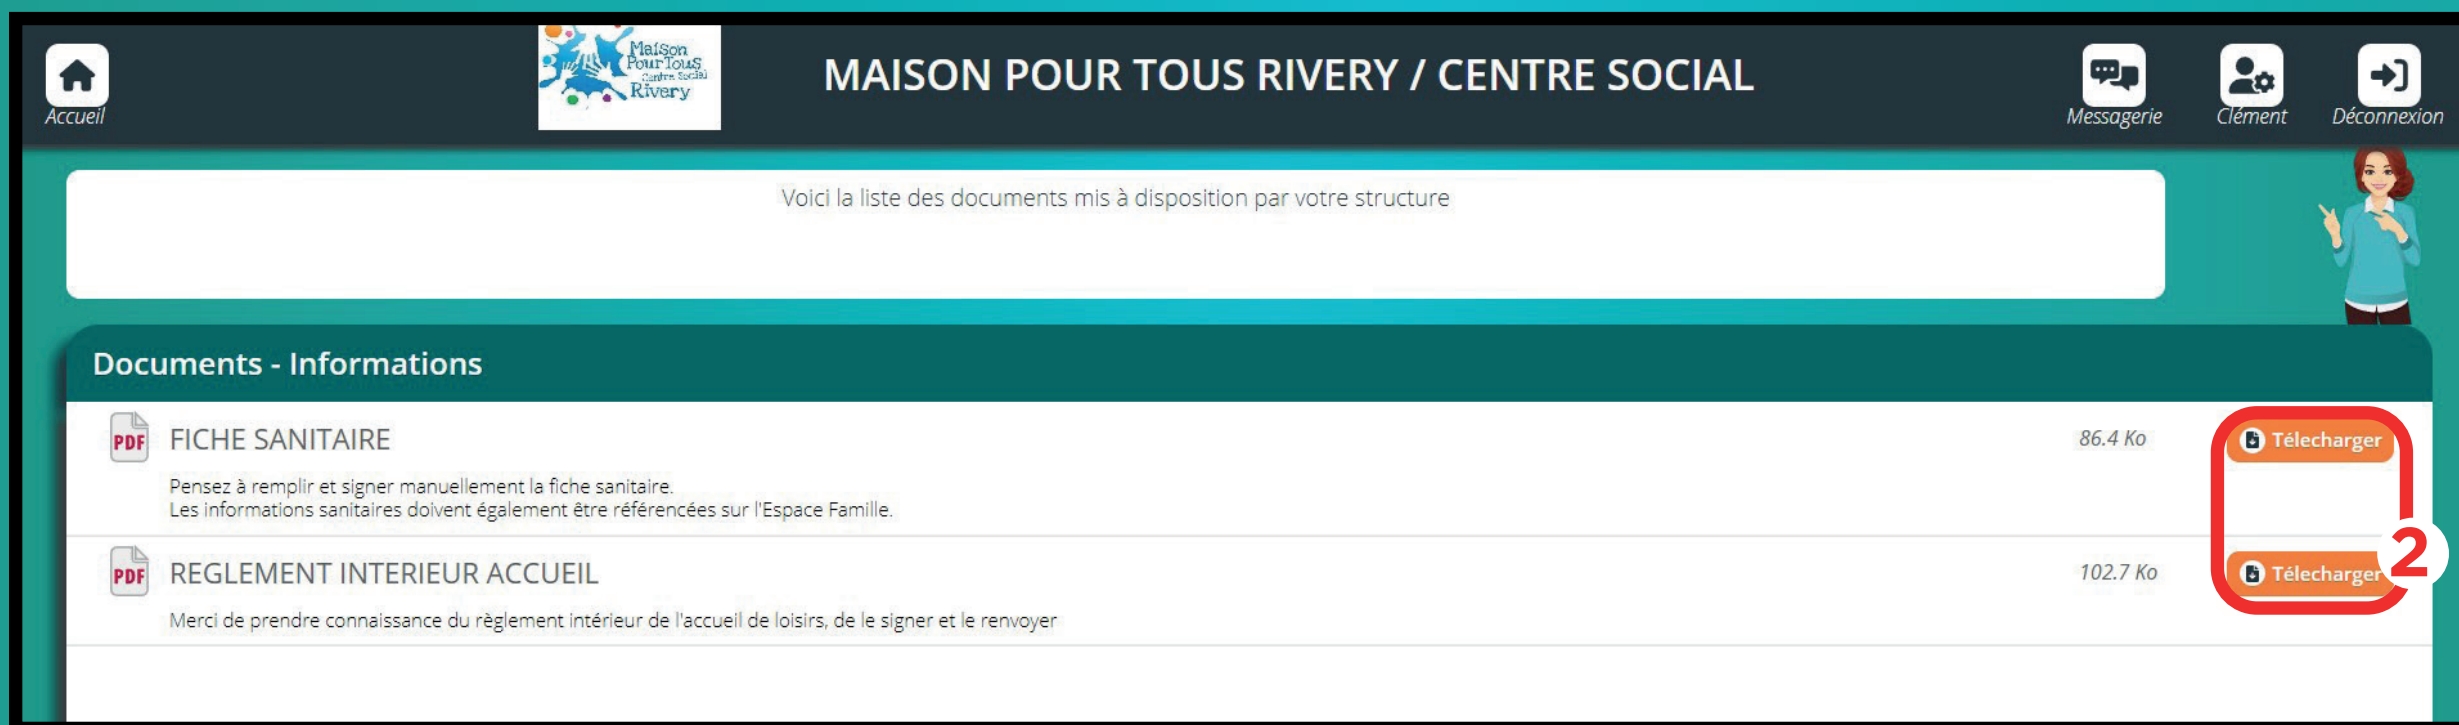 Maison
PourTous
Centre Social
Rivery
MAISON POUR TOUS RIVERY / CENTRE SOCIAL
Accueil
Messagerie
Clément
Déconnexion
Voici la liste des documents mis à disposition par votre structure
Documents - Informations
PDF
FICHE SANITAIRE
86.4 Ko
Télecharger
Pensez à remplir et signer manuellement la fiche sanitaire.
Les informations sanitaires doivent également être référencées sur l'Espace Famille.
PDF
REGLEMENT INTERIEUR ACCUEIL
102.7 Ko
Télecharger
2
Merci de prendre connaissance du règlement intérieur de l'accueil de loisirs, de le signer et le renvoyer